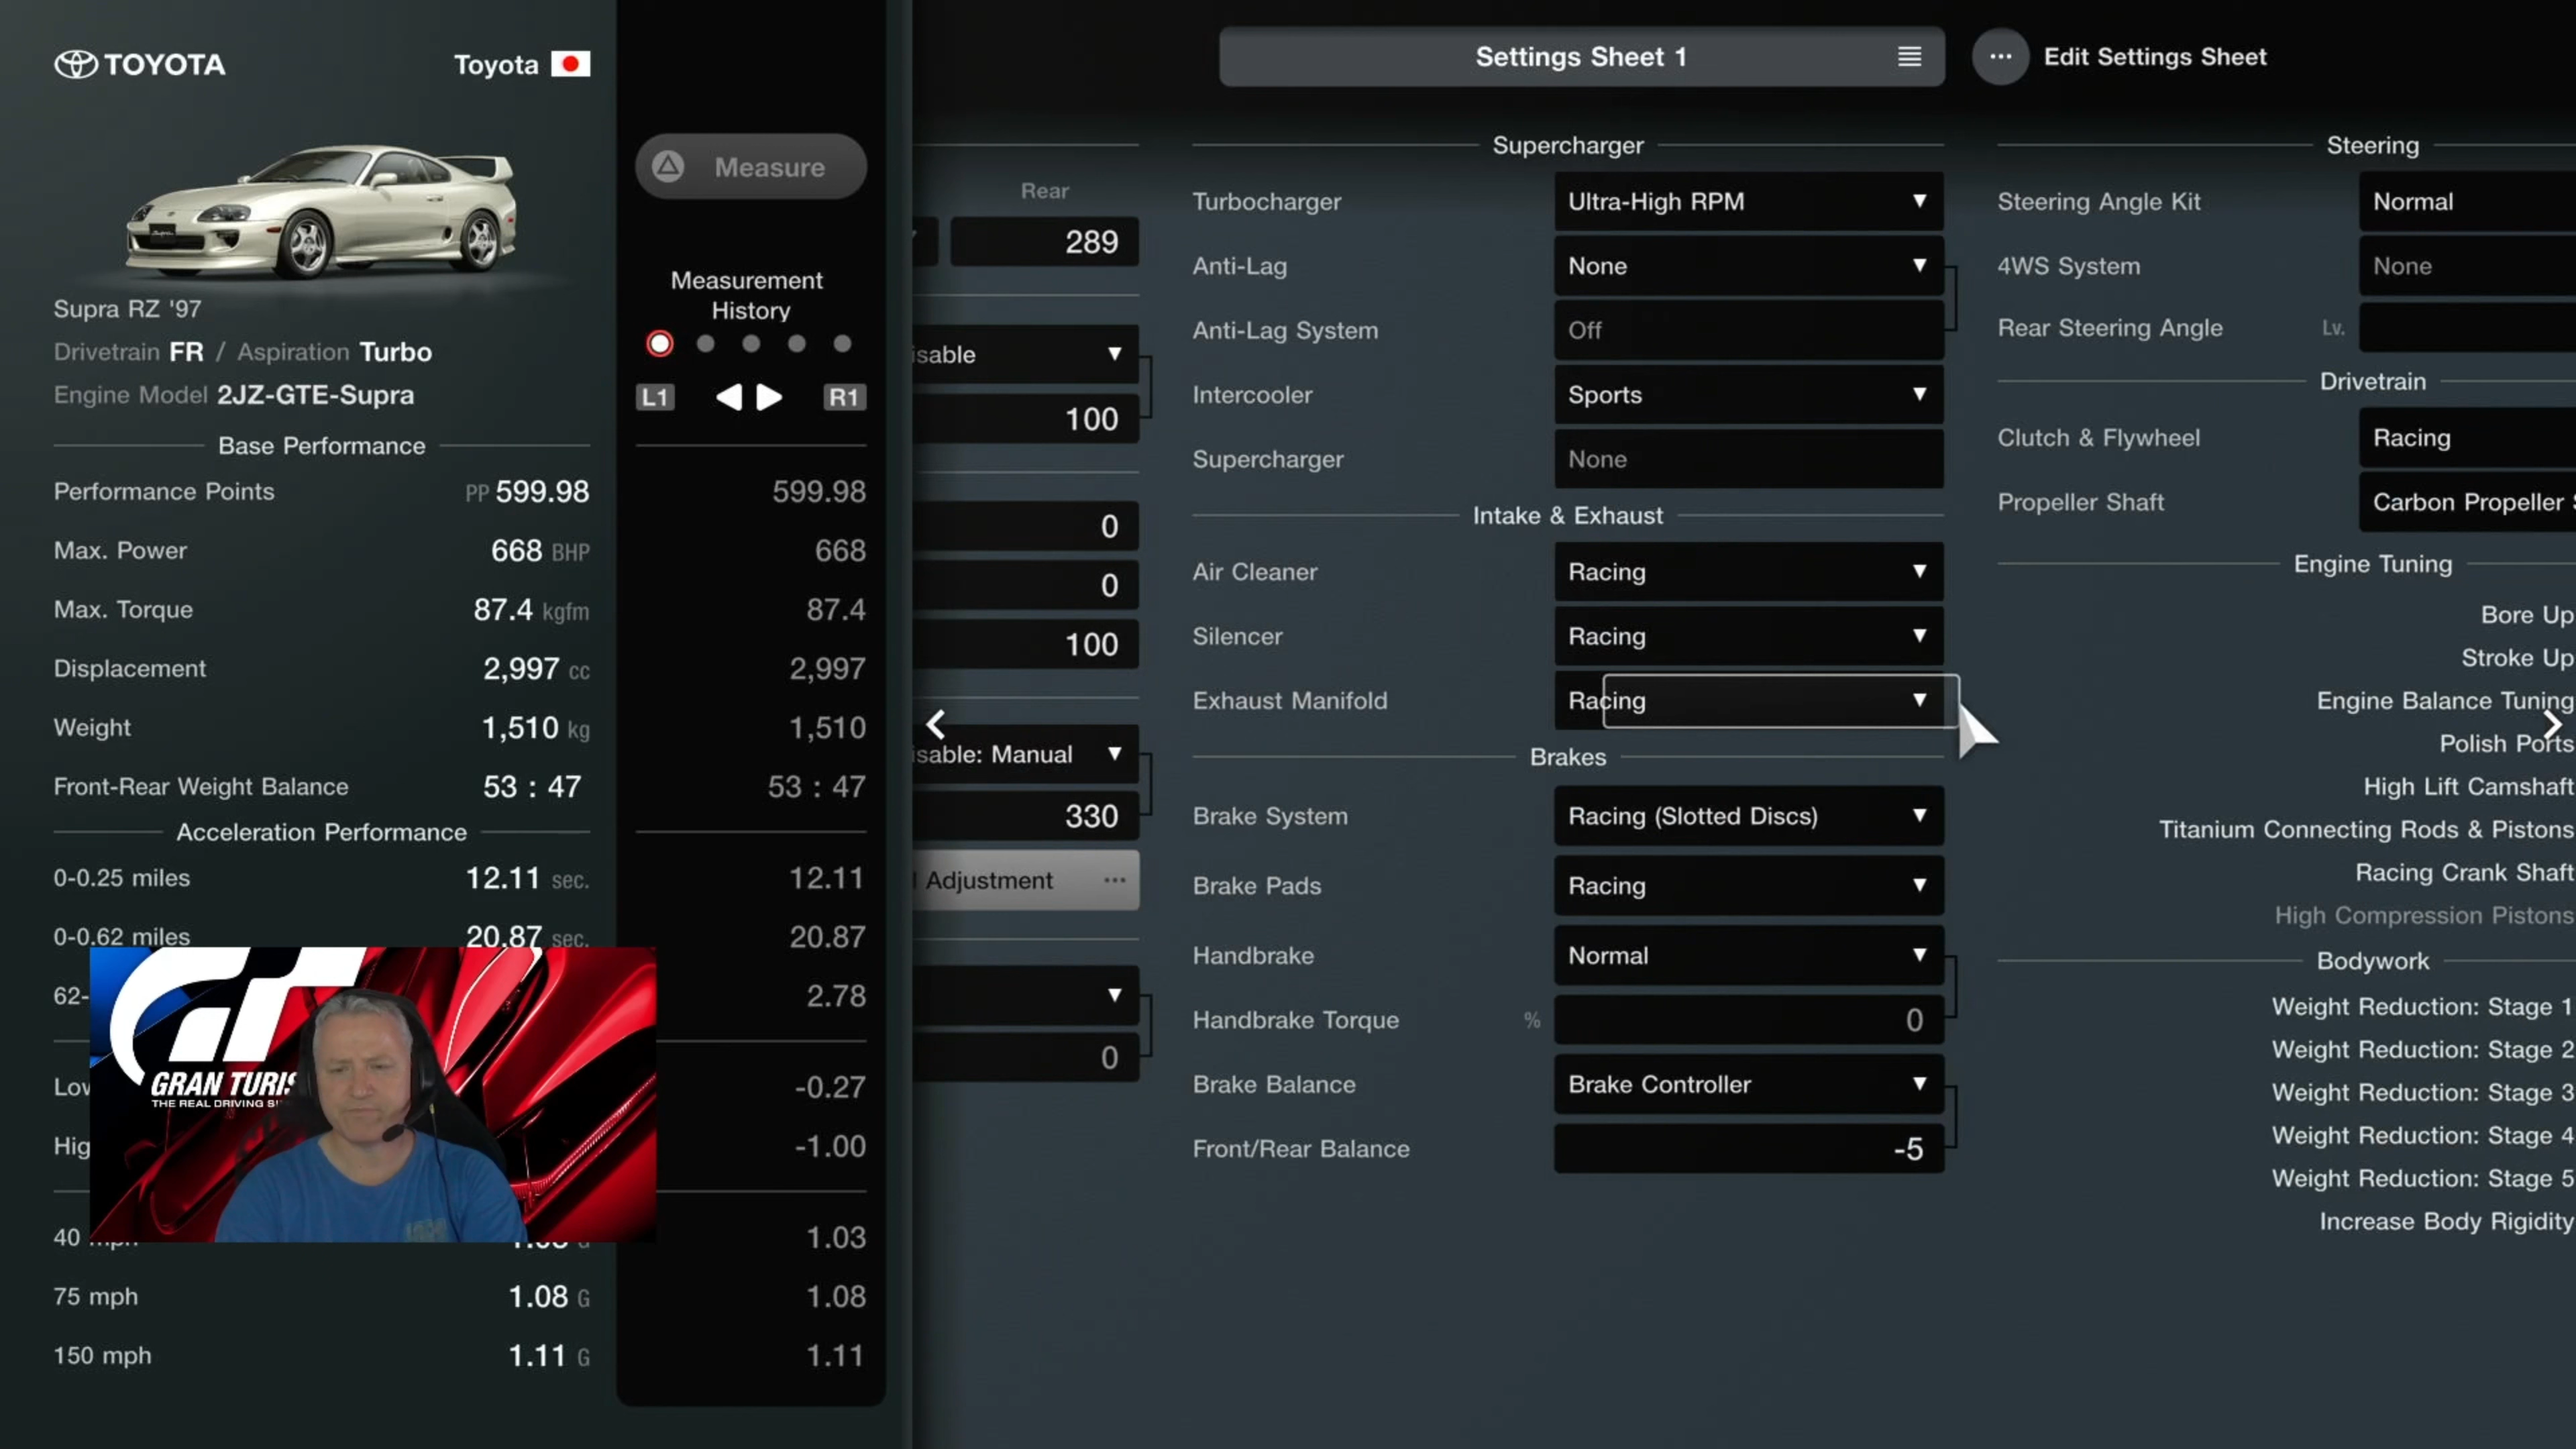 TOYOTA
Toyota
Supra RZ '97
Drivetrain FR / Aspiration Turbo
Engine Model 2JZ-GTE-Supra
Base Performance
Performance Points PP 599.98
Max. Power 668 BHP
Max. Torque 87.4 kgfm
Displacement 2,997 cc
Weight 1,510 kg
Front-Rear Weight Balance 53 : 47
Acceleration Performance
0-0.25 miles 12.11 sec.
0-0.62 miles 20.87 sec.
62-
Low
Hig
40
75 mph 1.08 G
150 mph 1.11 G
GRAN TURIS
THE REAL DRIVING
Measure
Measurement
History
L1
R1
599.98
668
87.4
2,997
1,510
53 : 47
12.11
20.87
2.78
-0.27
-1.00
1.03
1.08
1.11
Rear
289
isable
100
0
0
100
isable: Manual
330
Adjustment ...
0
Settings Sheet 1
... Edit Settings Sheet
Supercharger
Turbocharger Ultra-High RPM
Anti-Lag None
Anti-Lag System Off
Intercooler Sports
Supercharger None
Intake & Exhaust
Air Cleaner Racing
Silencer Racing
Exhaust Manifold Racing
Brakes
Brake System Racing (Slotted Discs)
Brake Pads Racing
Handbrake Normal
Handbrake Torque % 0
Brake Balance Brake Controller
Front/Rear Balance -5
Steering
Steering Angle Kit Normal
4WS System None
Rear Steering Angle Lv.
Drivetrain
Clutch & Flywheel Racing
Propeller Shaft Carbon Propeller
Engine Tuning
Bore Up
Stroke Up
Engine Balance Tuning
Polish Ports
High Lift Camshaft
Titanium Connecting Rods & Pistons
Racing Crank Shaft
High Compression Pistons
Bodywork
Weight Reduction: Stage 1
Weight Reduction: Stage 2
Weight Reduction: Stage 3
Weight Reduction: Stage 4
Weight Reduction: Stage 5
Increase Body Rigidity